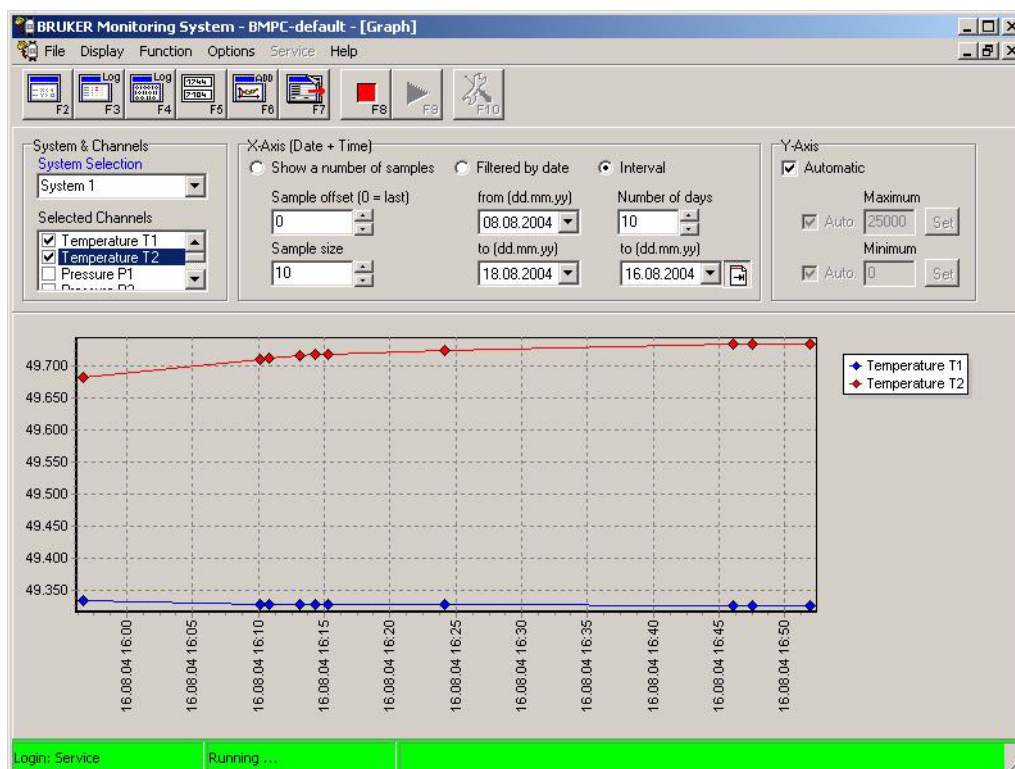 BRUKER Monitoring System - BMPC-default - [Graph]
File Display Function Options Service Help
F2 Log F3 Log F4 1744 7184 F5 ADD F6 F7 F8 F9 F10
System & Channels
System Selection
System 1
Selected Channels
Temperature T1
Temperature T2
Pressure P1
Pressure P2
X-Axis (Date + Time)
Show a number of samples
Filtered by date
Interval
Sample offset (0 = last)
from (dd.mm.yy)
Number of days
0
08.08.2004
10
Sample size
to (dd.mm.yy)
to (dd.mm.yy)
10
18.08.2004
16.08.2004
Y-Axis
Automatic
Maximum
Auto. 25000 Set
Minimum
Auto. 0 Set
49.700
49.650
49.600
49.550
49.500
49.450
49.400
49.350
16.08.04 16:00
16.08.04 16:05
16.08.04 16:10
16.08.04 16:15
16.08.04 16:20
16.08.04 16:25
16.08.04 16:30
16.08.04 16:35
16.08.04 16:40
16.08.04 16:45
16.08.04 16:50
Temperature T1
Temperature T2
Login: Service
Running ...